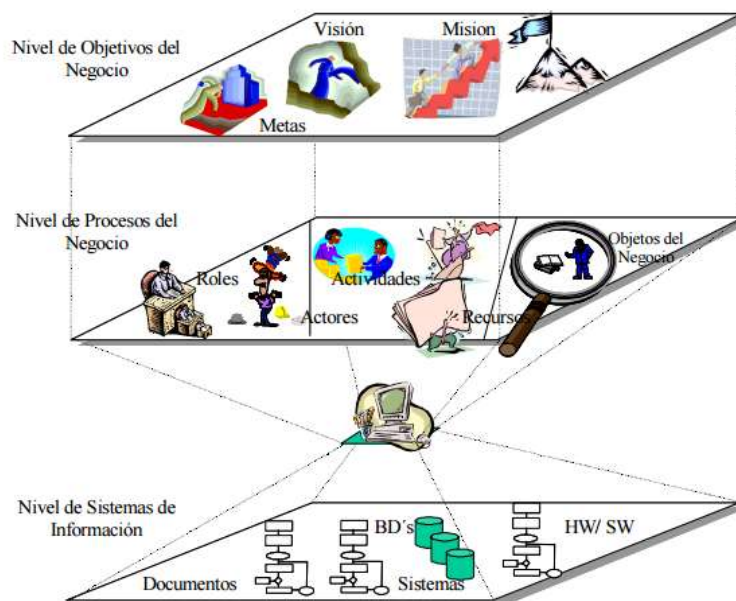 Nivel de Objetivos del
Negocio
Visión
Mision
Metas
Nivel de Procesos del
Negocio
Roles
Actores
Actividades
Recursos
Objetos del
Negocio
Nivel de Sistemas de
Información
Documentos
BD´s
Sistemas
HW/ SW